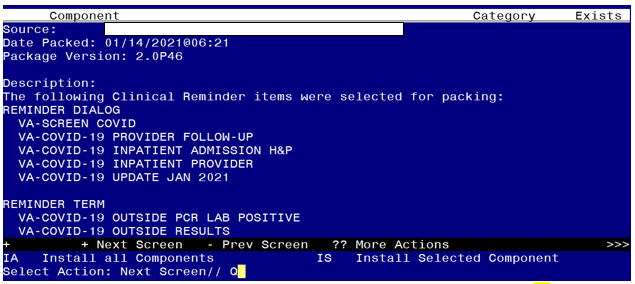 Component Category Exists
Source:
Date Packed: 01/14/2021@06:21
Package Version: 2.0P46
Description:
The following Clinical Reminder items were selected for packing:
REMINDER DIALOG
VA-SCREEN COVID
VA-COVID-19 PROVIDER FOLLOW-UP
VA-COVID-19 INPATIENT ADMISSION H&P
VA-COVID-19 INPATIENT PROVIDER
VA-COVID-19 UPDATE JAN 2021
REMINDER TERM
VA-COVID-19 OUTSIDE PCR LAB POSITIVE
VA-COVID-19 OUTSIDE RESULTS
+ + Next Screen - Prev Screen ?? More Actions >>>
IA Install all Components IS Install Selected Component
Select Action: Next Screen// Q